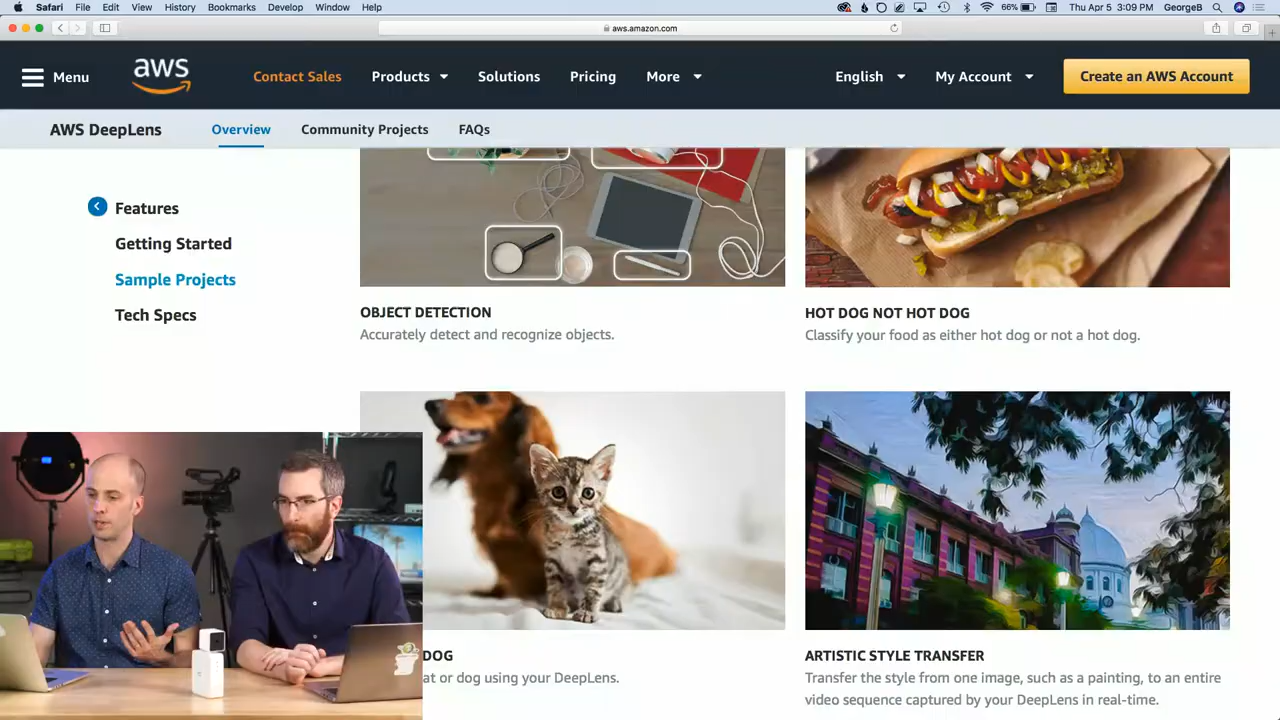 Safari File Edit View History Bookmarks Develop Window Help
66% Thu Apr 5 3:09 PM GeorgeB
aws.amazon.com
Menu
aws
Contact Sales Products Solutions Pricing More English My Account Create an AWS Account
AWS DeepLens Overview Community Projects FAQs
Features
Getting Started
Sample Projects
Tech Specs
OBJECT DETECTION
Accurately detect and recognize objects.
HOT DOG NOT HOT DOG
Classify your food as either hot dog or not a hot dog.
DOG
at or dog using your DeepLens.
ARTISTIC STYLE TRANSFER
Transfer the style from one image, such as a painting, to an entire
video sequence captured by your DeepLens in real-time.